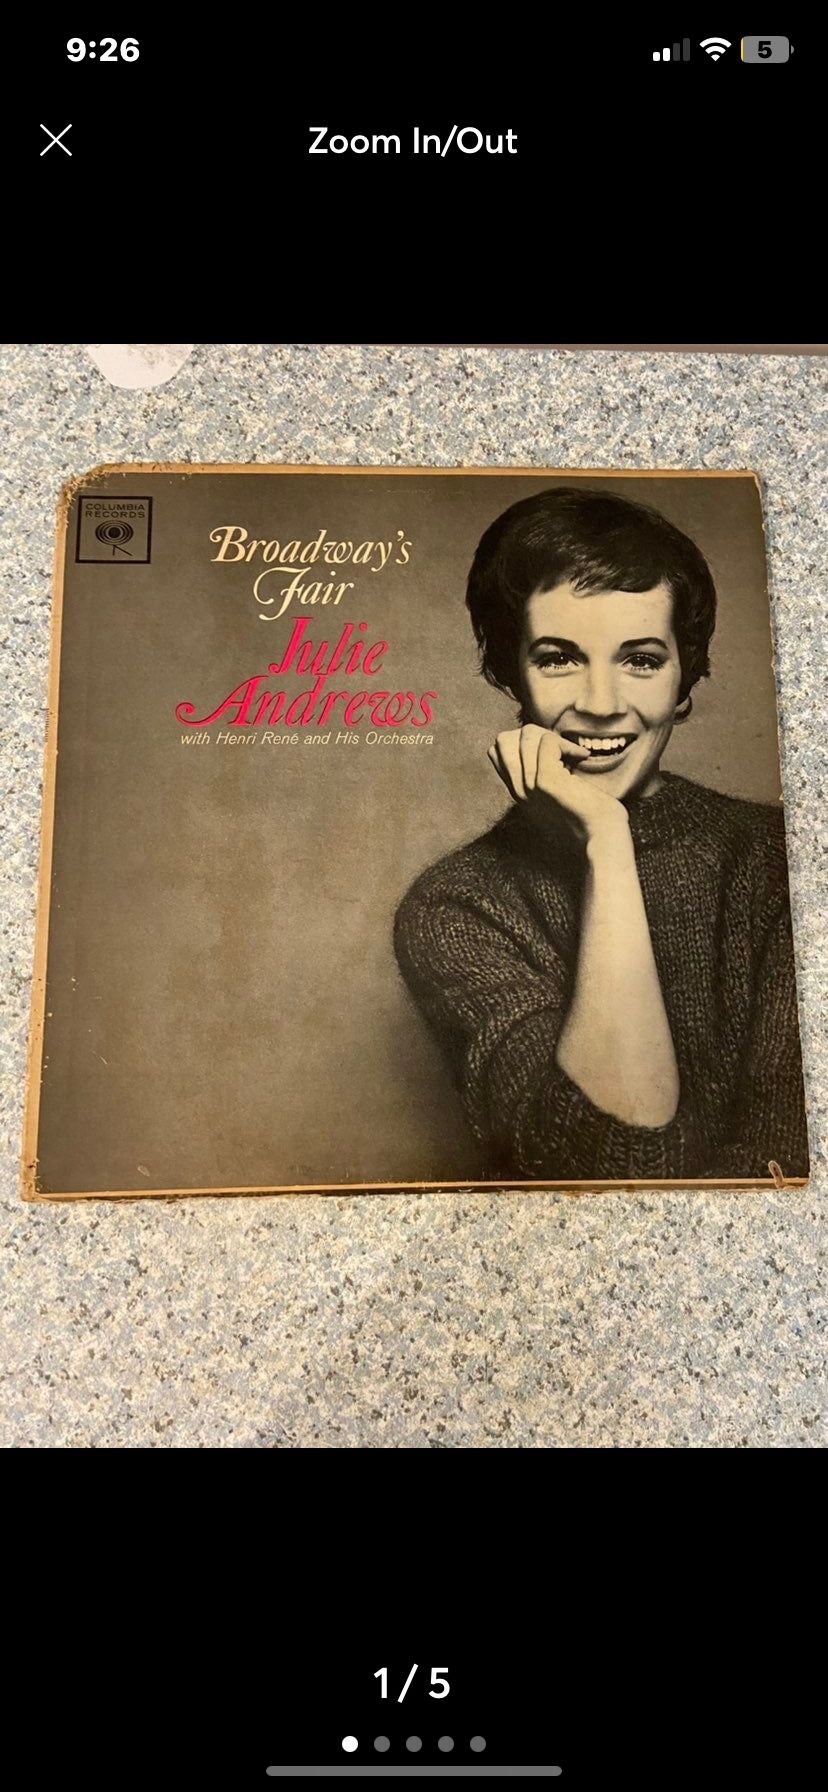 9:26
5
Zoom In/Out
COLUMBIA
RECORDS
Broadway's
Fair
Julie
Andrews
with Henri René and His Orchestra
1/5